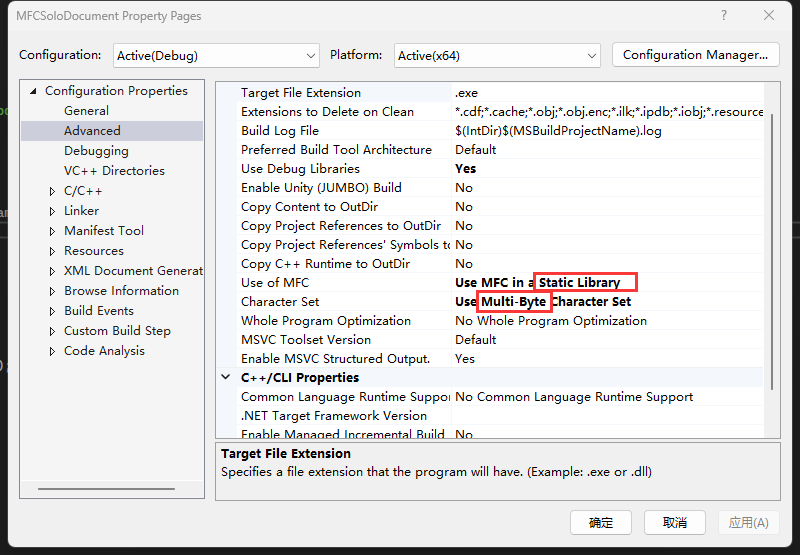 MFCSoloDocument Property Pages
Configuration: Active(Debug) Platform: Active(x64) Configuration Manager...
Configuration Properties
General
Advanced
Debugging
VC++ Directories
C/C++
Linker
Manifest Tool
Resources
XML Document Generat
Browse Information
Build Events
Custom Build Step
Code Analysis
Target File Extension .exe
Extensions to Delete on Clean *.cdf;*.cache;*.obj;*.obj.enc;*.ilk;*.ipdb;*.iobj;*.resource
Build Log File $(IntDir)$(MSBuildProjectName).log
Preferred Build Tool Architecture Default
Use Debug Libraries Yes
Enable Unity (JUMBO) Build No
Copy Content to OutDir No
Copy Project References to OutDir No
Copy Project References' Symbols to No
Copy C++ Runtime to OutDir No
Use of MFC Use MFC in a Static Library
Character Set Use Multi-Byte Character Set
Whole Program Optimization No Whole Program Optimization
MSVC Toolset Version Default
Enable MSVC Structured Output. Yes
C++/CLI Properties
Common Language Runtime Support No Common Language Runtime Support
.NET Target Framework Version
Enable Managed Incremental Build No
Target File Extension
Specifies a file extension that the program will have. (Example: .exe or .dll)
确定 取消 应用(A)